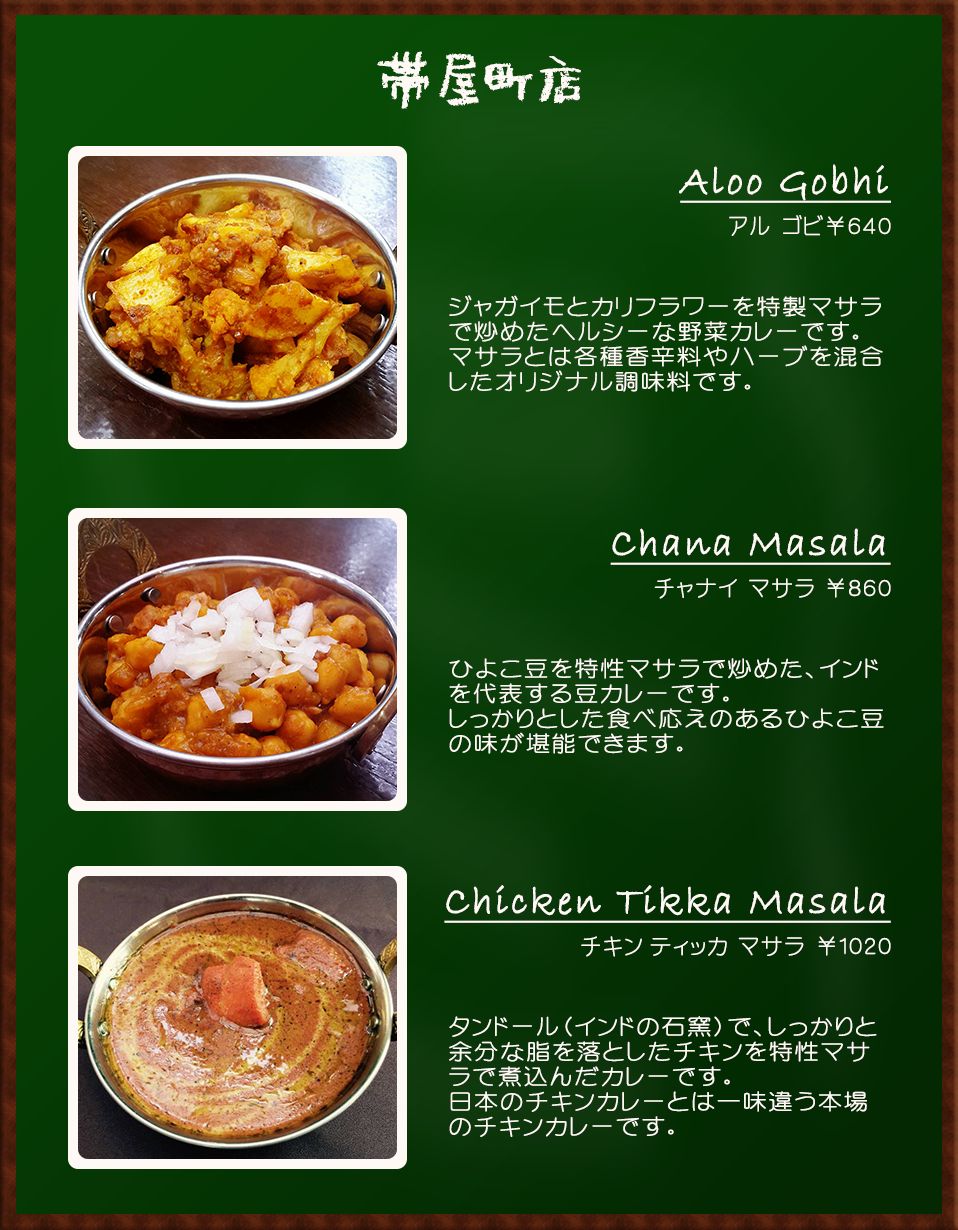 帯屋町店
Aloo Gobhi
アル ゴビ¥640
ジャガイモとカリフラワーを特製マサラ
で炒めたヘルシーな野菜カレーです。
マサラとは各種香辛料やハーブを混合
したオリジナル調味料です。
Chana Masala
チャナイ マサラ ¥860
ひよこ豆を特性マサラで炒めた、インド
を代表する豆カレーです。
しっかりとした食べ応えのあるひよこ豆
の味が堪能できます。
Chicken Tikka Masala
チキン ティッカ マサラ ¥1020
タンドール(インドの石窯)で、しっかりと
余分な脂を落としたチキンを特性マサ
ラで煮込んだカレーです。
日本のチキンカレーとは一味違う本場
のチキンカレーです。